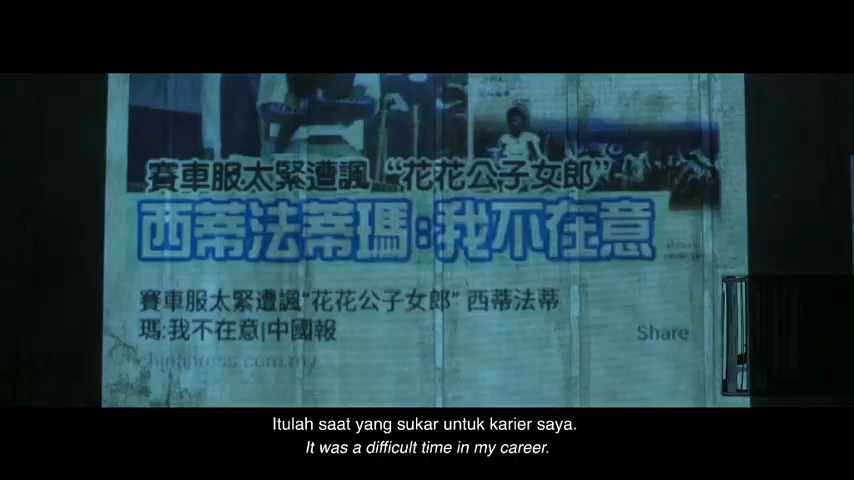 賽車服太緊遭諷 “花花公子女郎”
西蒂法蒂瑪:我不在意
賽車服太緊遭諷“花花公子女郎” 西蒂法蒂
瑪:我不在意|中國報
Share
chinapress.com.my
Itulah saat yang sukar untuk karier saya.
It was a difficult time in my career.